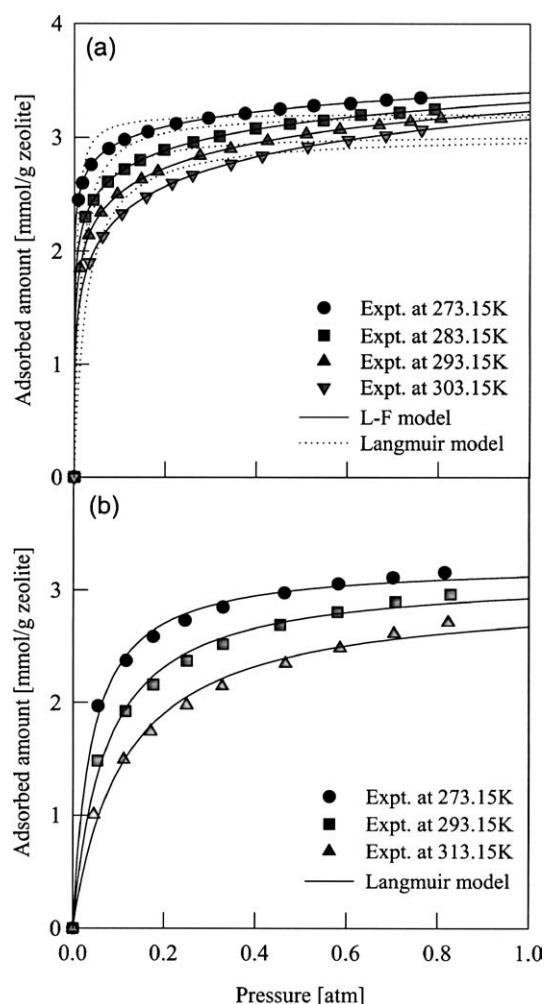 (a)
4
3
2
1
0
Adsorbed amount [mmol/g zeolite]
Expt. at 273.15K
Expt. at 283.15K
Expt. at 293.15K
Expt. at 303.15K
L-F model
Langmuir model
(b)
3
2
1
0
Adsorbed amount [mmol/g zeolite]
Expt. at 273.15K
Expt. at 293.15K
Expt. at 313.15K
Langmuir model
0.0 0.2 0.4 0.6 0.8 1.0
Pressure [atm]